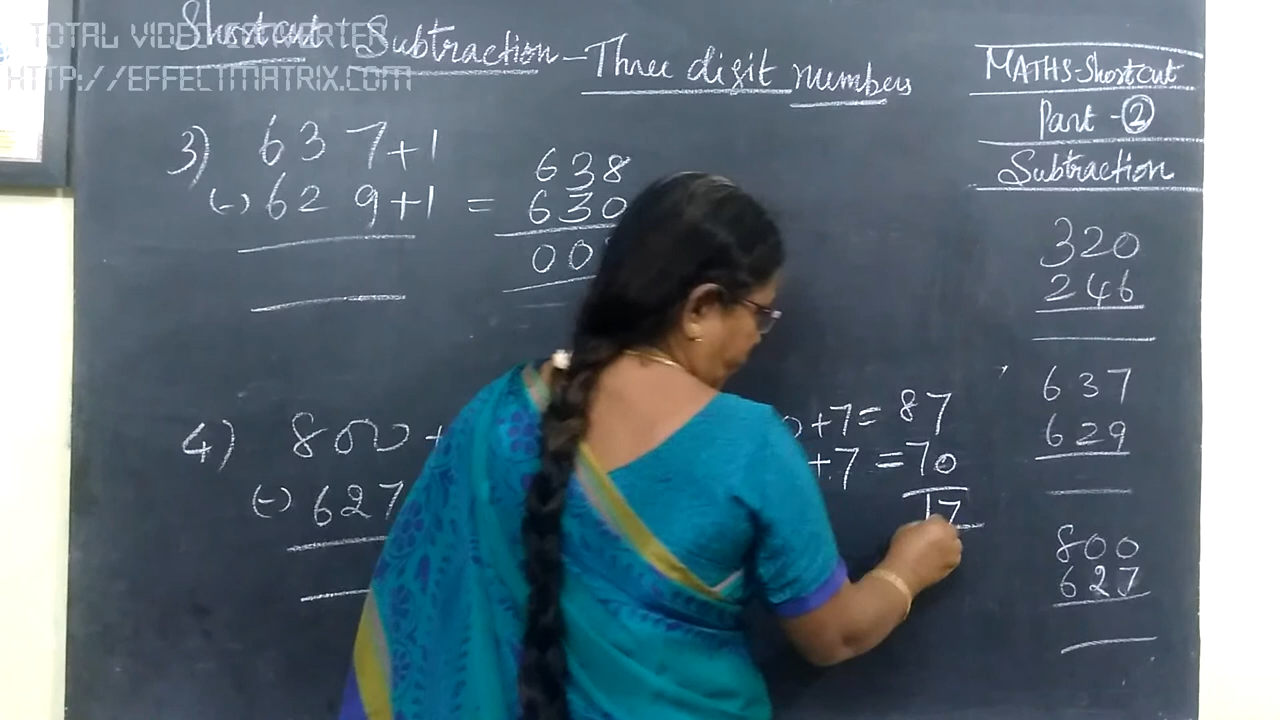 TOTAL VIDEO CONVERTER
HTTP://EFFECTMATRIX.COM
Shortcut : Subtraction - Three digit numbers
3) 637+1
(-) 629+1 =
638
630
00
4) 800 +
(-) 627
+7 = 87
+7 = 70
17
MATHS-Shortcut
Part - 2
Subtraction
320
246
637
629
800
627